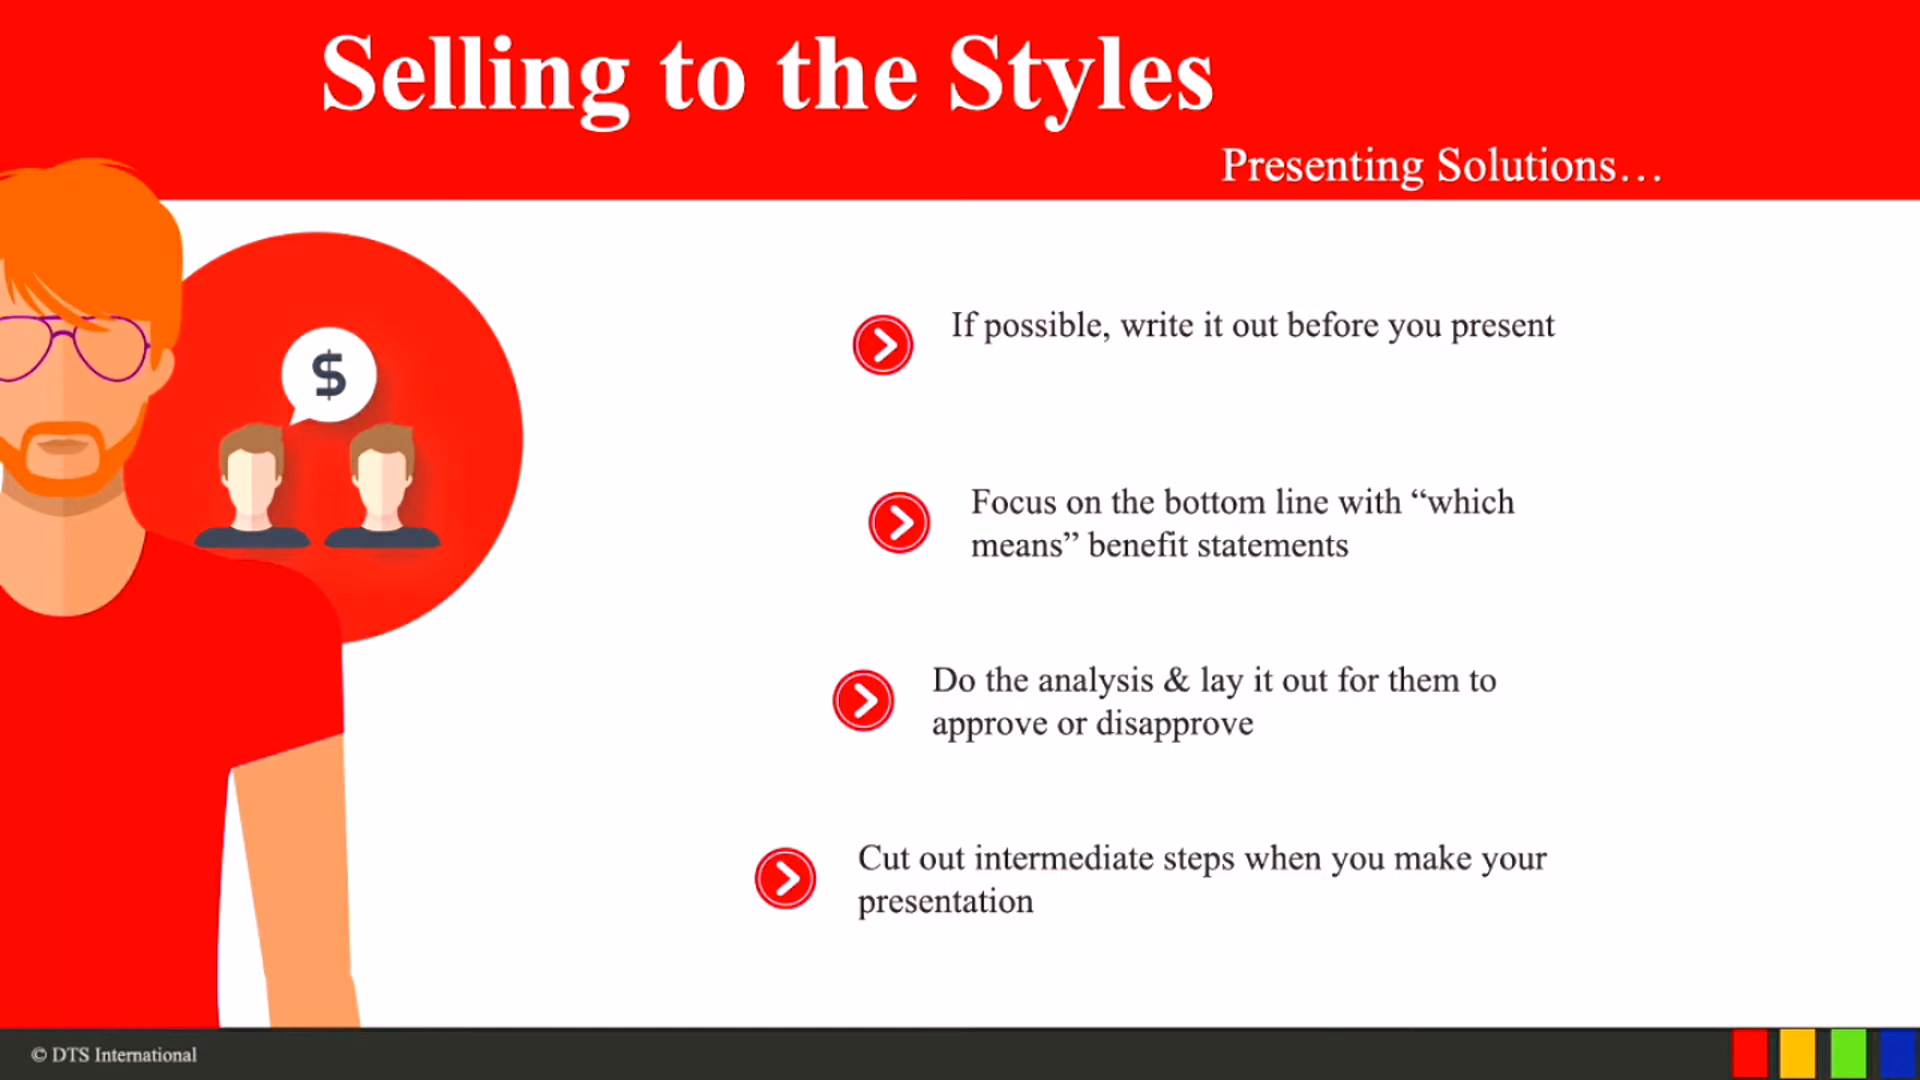 Selling to the Styles
Presenting Solutions…
$
If possible, write it out before you present
Focus on the bottom line with “which
means” benefit statements
Do the analysis & lay it out for them to
approve or disapprove
Cut out intermediate steps when you make your
presentation
© DTS International